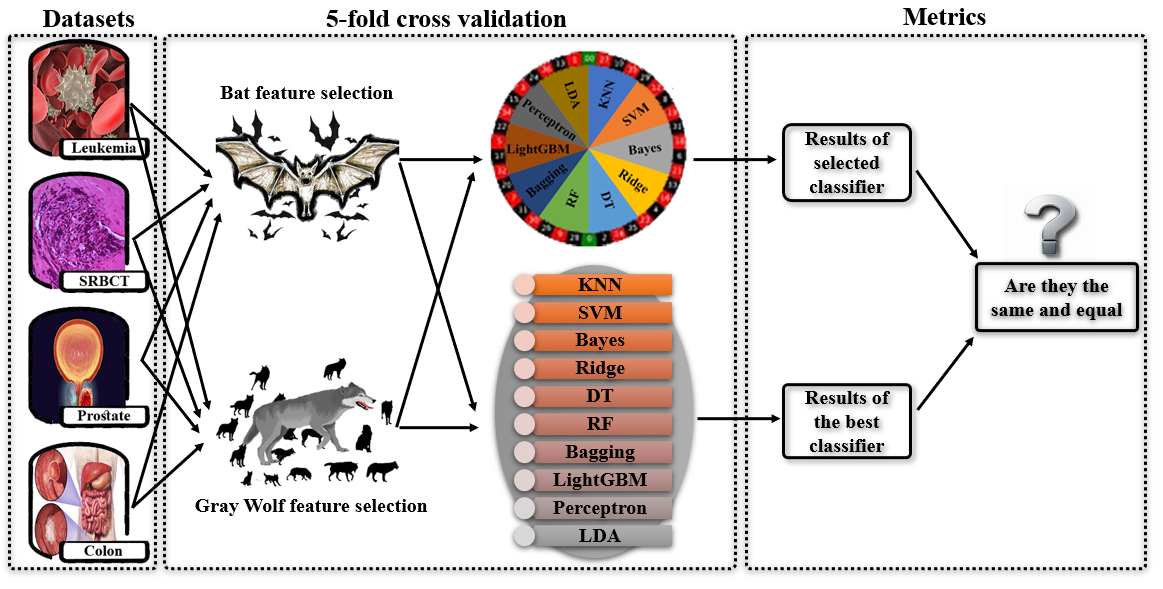 Datasets
5-fold cross validation
Metrics
Leukemia
SRBCT
Prostate
Colon
Bat feature selection
Gray Wolf feature selection
LDA
KNN
SVM
Bayes
Ridge
DT
RF
Bagging
LightGBM
Perceptron
KNN
SVM
Bayes
Ridge
DT
RF
Bagging
LightGBM
Perceptron
LDA
Results of
selected
classifier
Results of
the best
classifier
?
Are they the
same and equal